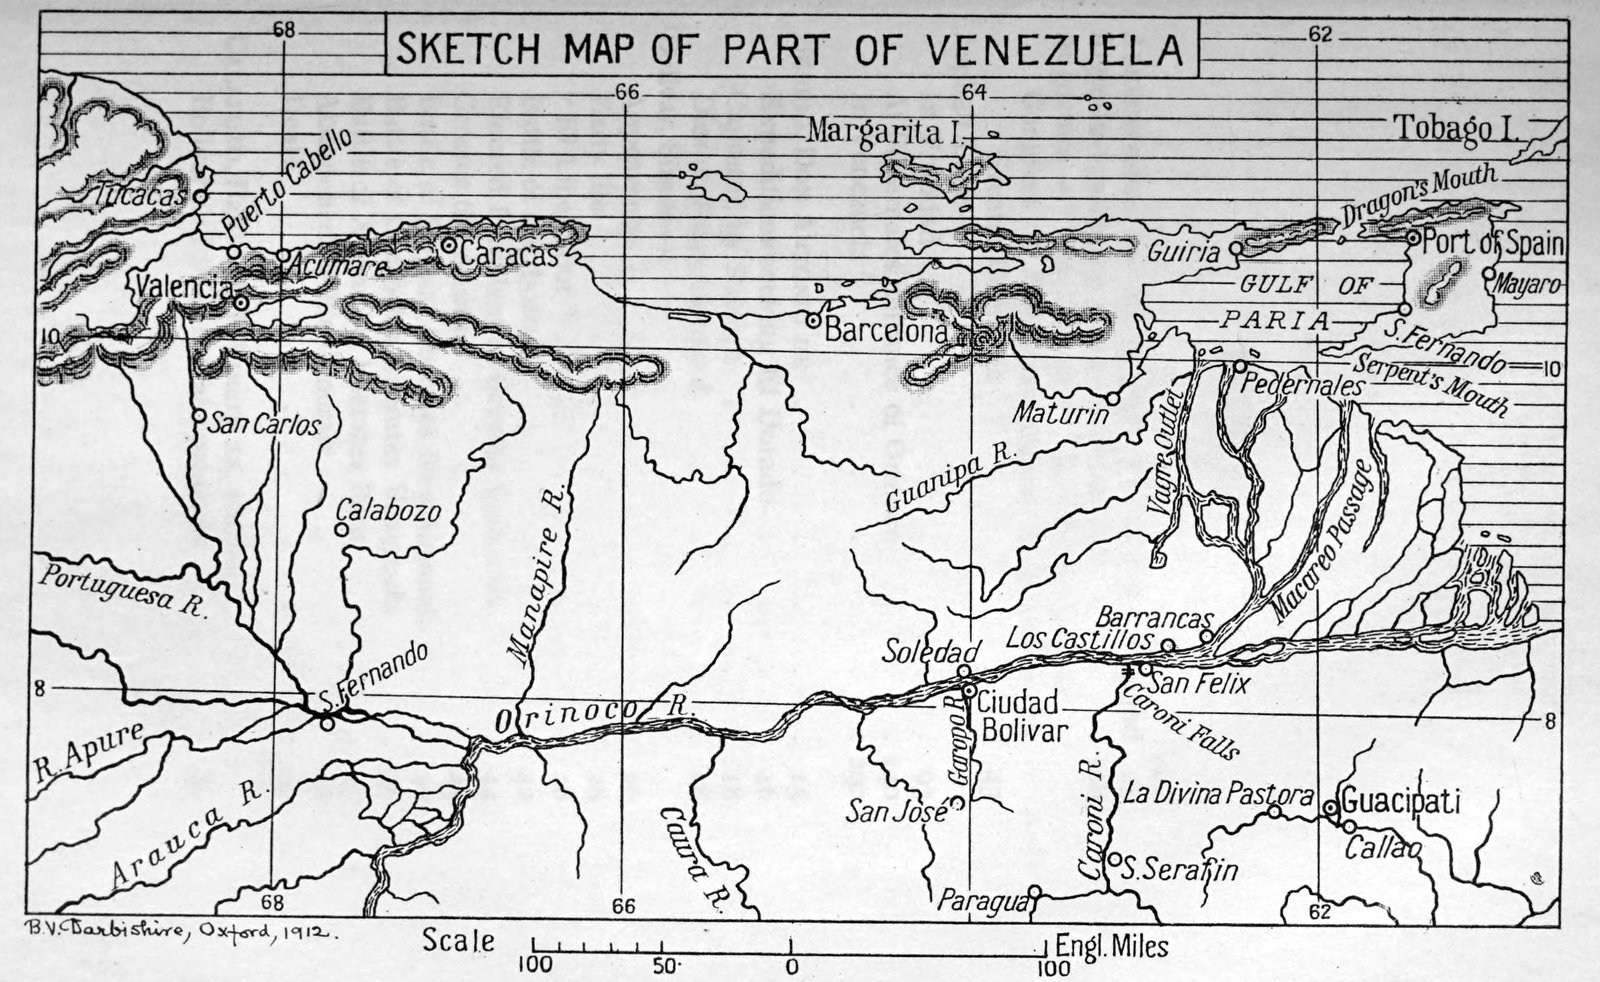 SKETCH MAP OF PART OF VENEZUELA
68
66
64
62
Margarita I.
Tobago I.
Tucacas
Puerto Cabello
Dragon's Mouth
Acumare
Caracas
Guiria
Port of Spain
Valencia
GULF OF
PARIA
Mayaro
S. Fernando
Barcelona
10
10
Serpent's Mouth
Pedernales
Maturin
San Carlos
Vagre Outlet
Guanipa R.
Calabozo
Manapire R.
Macareo Passage
Portuguesa R.
Barrancas
Los Castillos
Soledad
San Felix
S. Fernando
8
8
Orinoco R.
Ciudad
Bolivar
Caroni Falls
R. Apure
Garopo R.
Arauca R.
San José
Caura R.
Caroni R.
La Divina Pastora
Guacipati
Callao
S. Serafin
Paragua
68
66
62
B.V. Darbishire, Oxford, 1912.
Scale
Engl. Miles
100
50
0
100